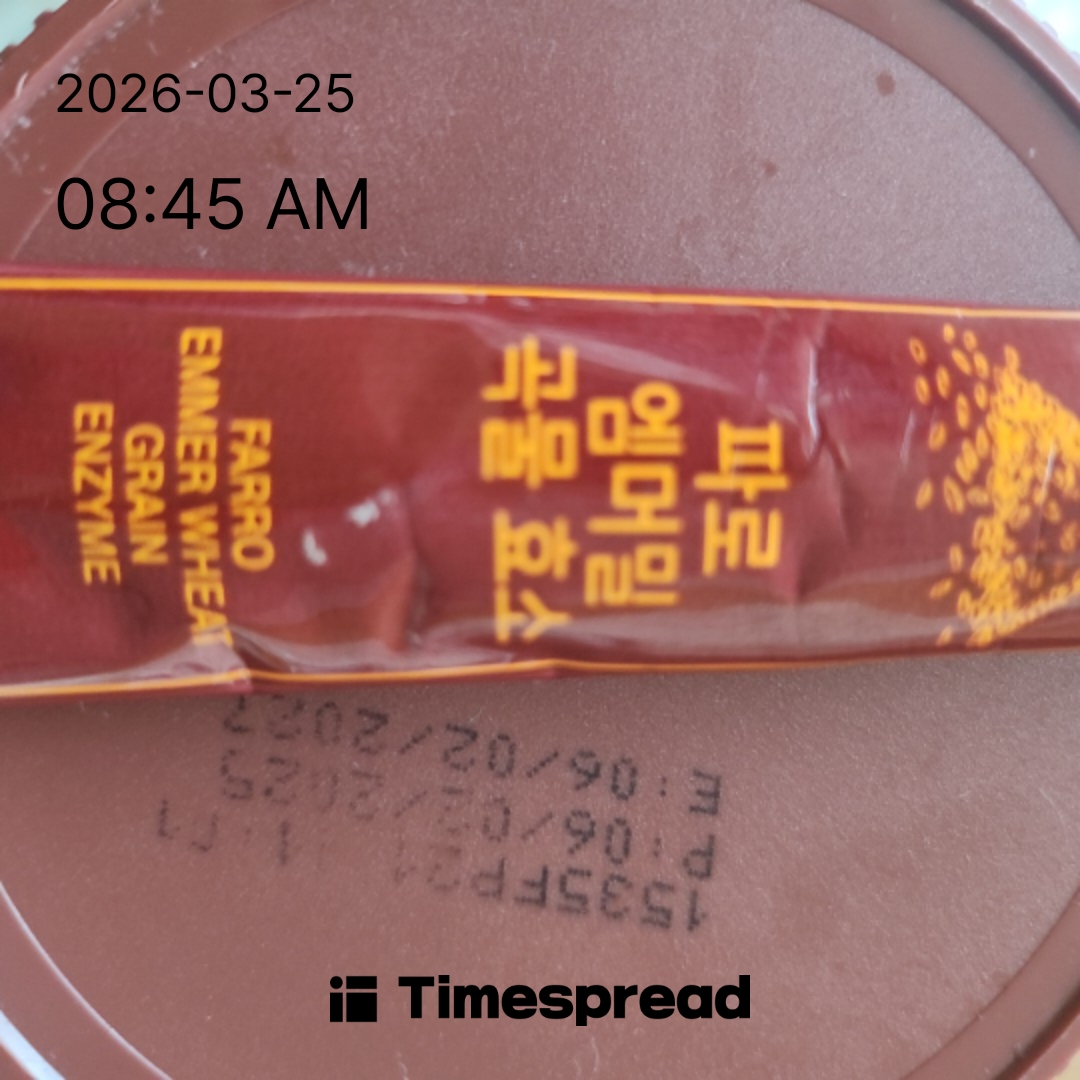 2026-03-25
08:45 AM
파로
엠머밀
곡물 효소
FARRO
EMMER WHEAT
GRAIN
ENZYME
E:06/02/2027
P:06/02/2025
1535FP21
Timespread